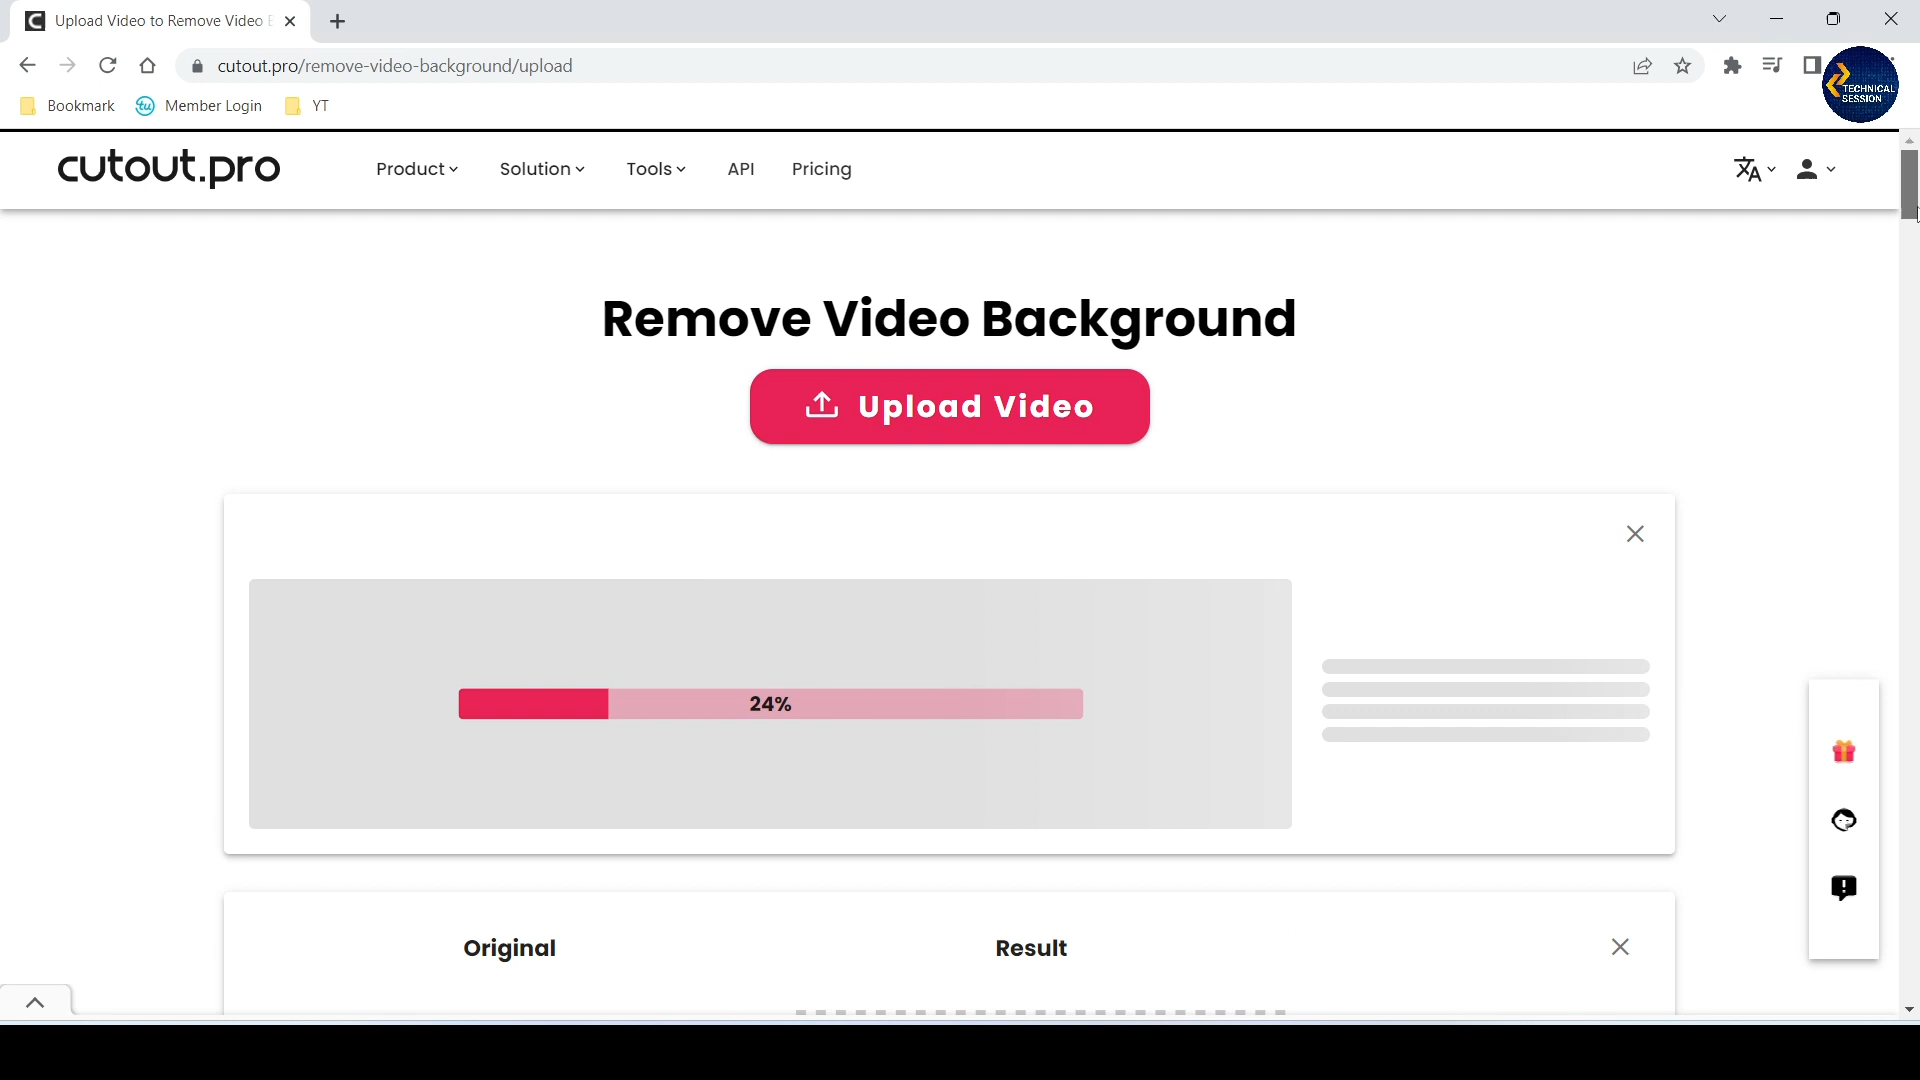 Upload Video to Remove Video
cutout.pro/remove-video-background/upload
Bookmark
Member Login
YT
TECHNICAL
SESSION
cutout.pro
Product
Solution
Tools
API
Pricing
Remove Video Background
Upload Video
24%
Original
Result